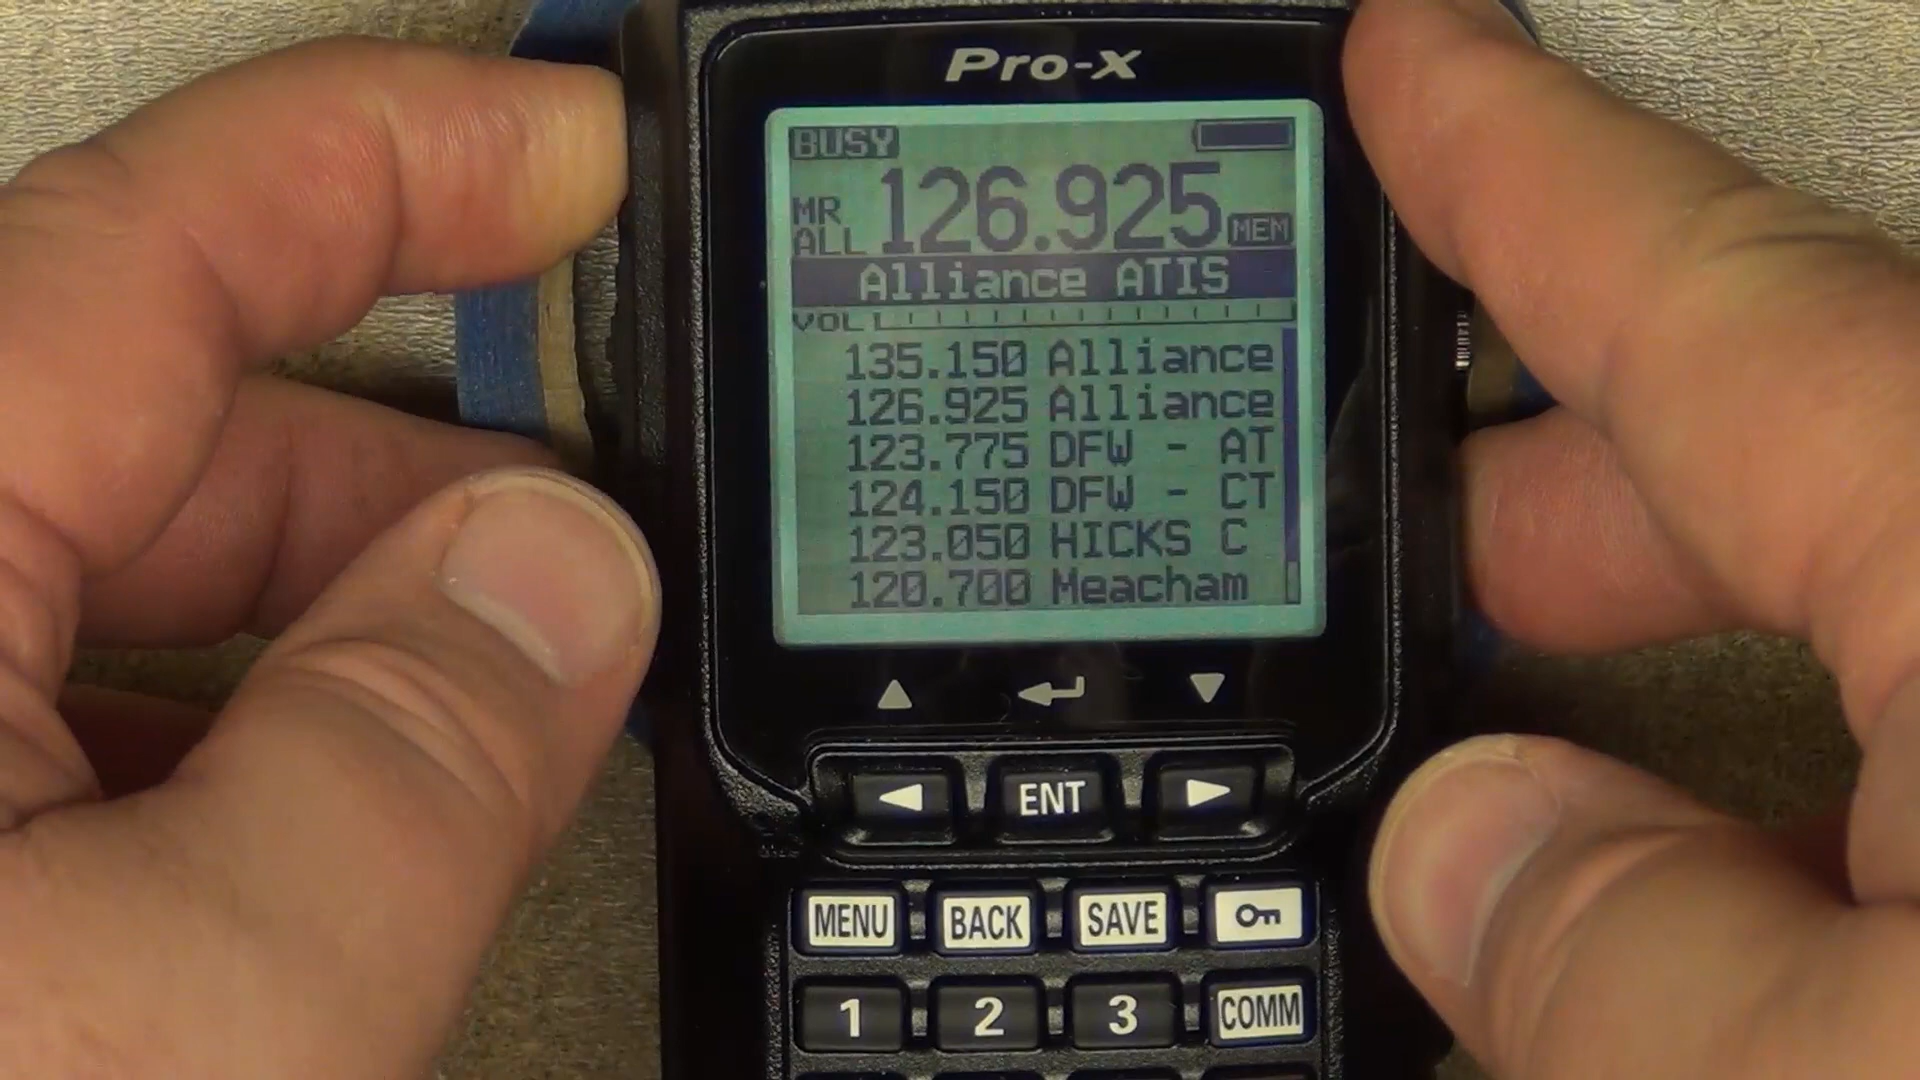 Pro-X
BUSY
MR
ALL
126.925
MEM
Alliance ATIS
VOL
135.150 Alliance
126.925 Alliance
123.775 DFW - AT
124.150 DFW - CT
123.050 HICKS C
120.700 Meacham
ENT
MENU BACK SAVE
1 2 3 COMM